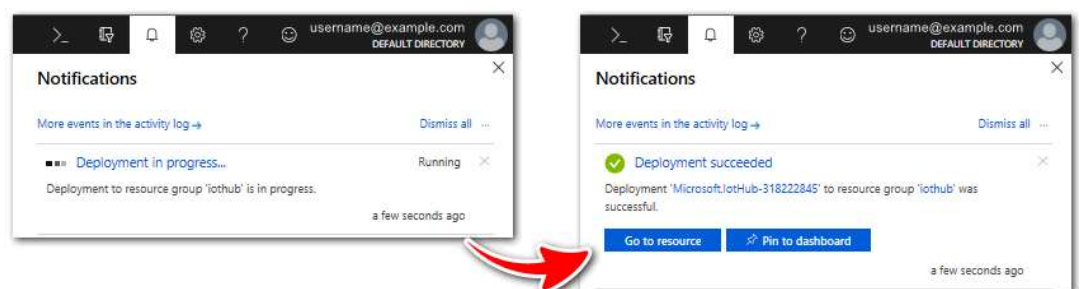 >_ ? username@example.com
DEFAULT DIRECTORY
Notifications
More events in the activity log → Dismiss all ...
Deployment in progress... Running
Deployment to resource group 'iothub' is in progress.
a few seconds ago
>_ ? username@example.com
DEFAULT DIRECTORY
Notifications
More events in the activity log → Dismiss all ...
Deployment succeeded
Deployment 'Microsoft.IotHub-318222845' to resource group 'iothub' was
successful.
Go to resource Pin to dashboard
a few seconds ago